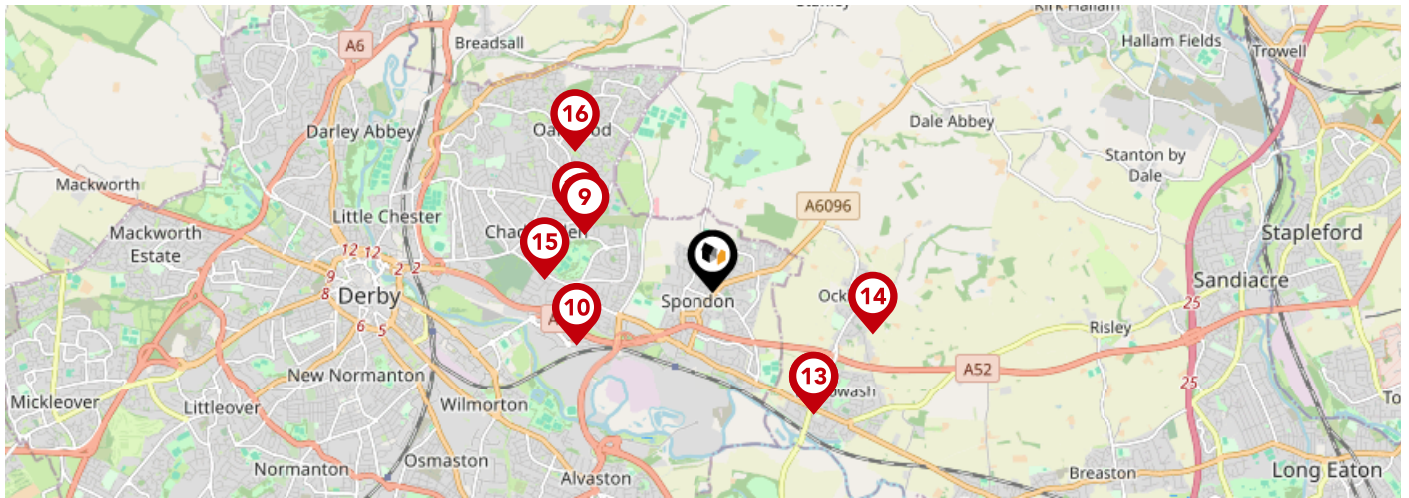 Kirk Hallam
Breadsall
A6
Hallam Fields
Trowell
16
Darley Abbey
Dale Abbey
Stanton by
Dale
Mackworth
9
A6096
Little Chester
Mackworth
Estate
15
Stapleford
12 12
2 2
9
8
Derby
6 5
Spondon
14
Sandiacre
25
10
Risley
A52
13
New Normanton
25
Mickleover
Littleover
Wilmorton
Normanton
Osmaston
Alvaston
Breaston
Long Eaton